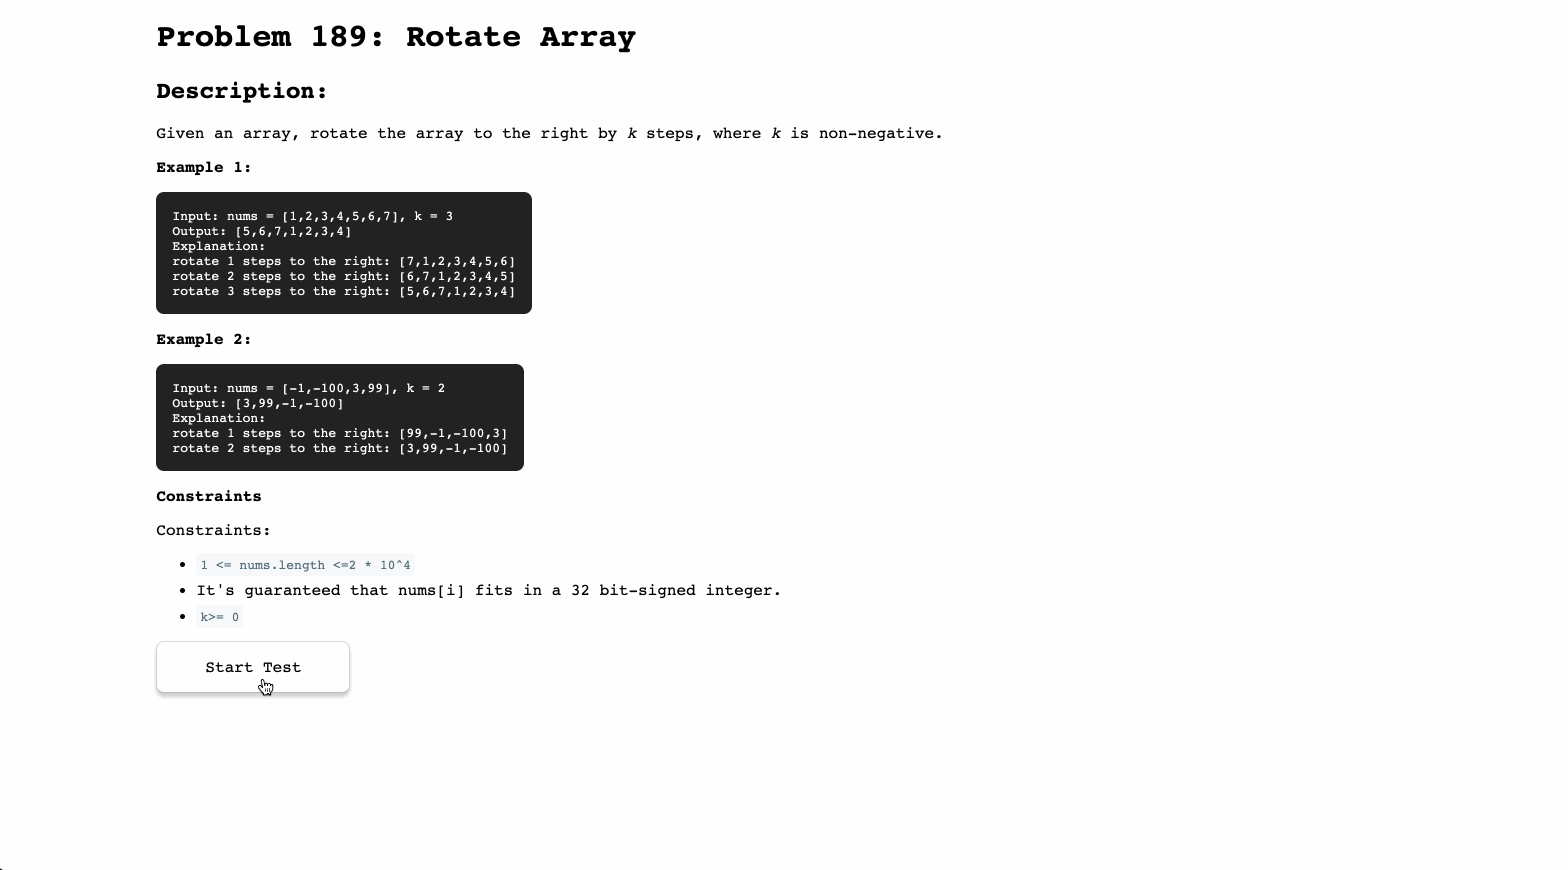 Problem 189: Rotate Array
Description:
Given an array, rotate the array to the right by k steps, where k is non-negative.
Example 1:
Input: nums = [1,2,3,4,5,6,7], k = 3
Output: [5,6,7,1,2,3,4]
Explanation:
rotate 1 steps to the right: [7,1,2,3,4,5,6]
rotate 2 steps to the right: [6,7,1,2,3,4,5]
rotate 3 steps to the right: [5,6,7,1,2,3,4]
Example 2:
Input: nums = [-1,-100,3,99], k = 2
Output: [3,99,-1,-100]
Explanation:
rotate 1 steps to the right: [99,-1,-100,3]
rotate 2 steps to the right: [3,99,-1,-100]
Constraints
Constraints:
1 <= nums.length <=2 * 10^4
It's guaranteed that nums[i] fits in a 32 bit-signed integer.
k>= 0
Start Test